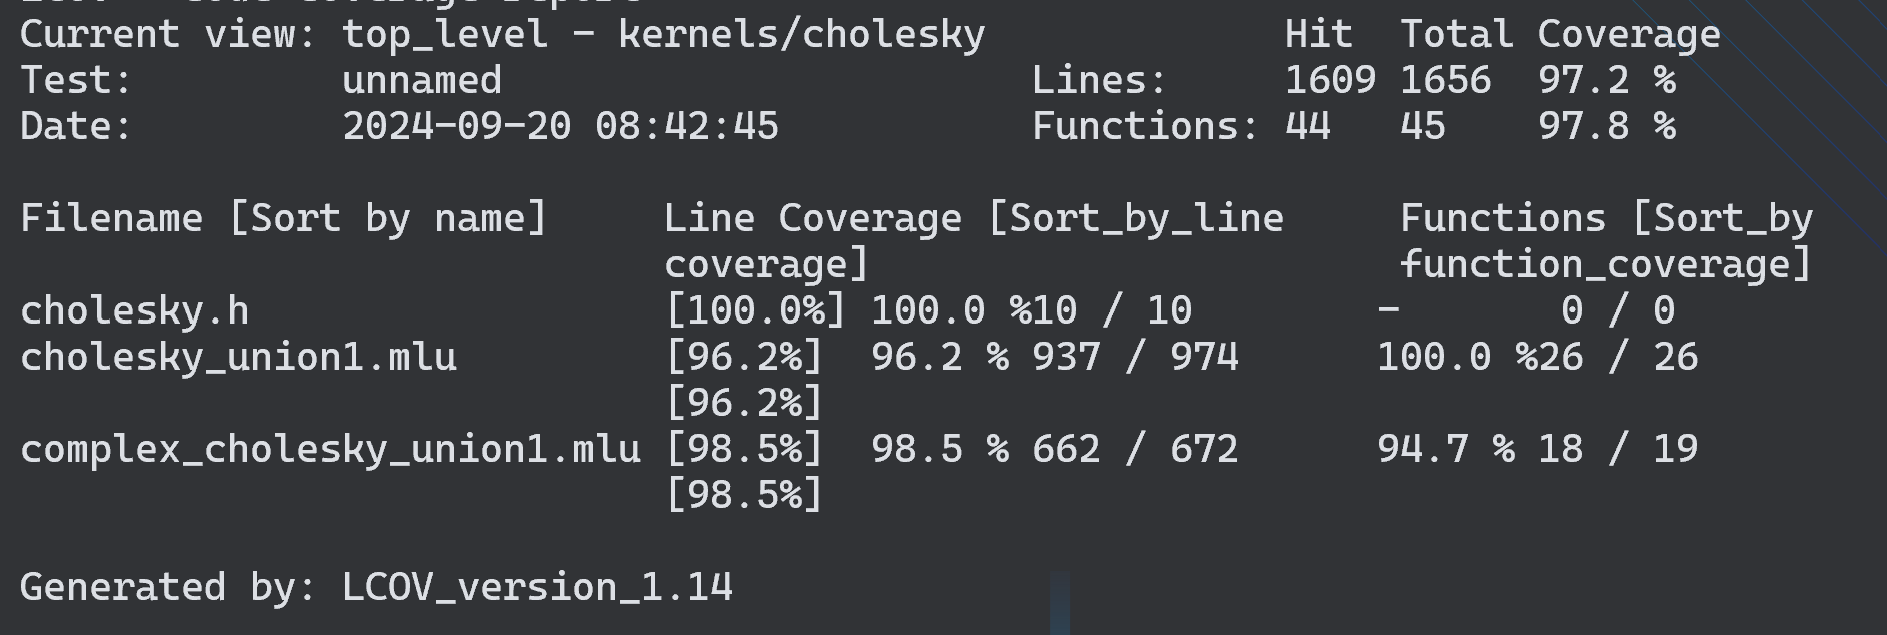 Current view: top_level - kernels/cholesky Hit Total Coverage
Test: unnamed Lines: 1609 1656 97.2 %
Date: 2024-09-20 08:42:45 Functions: 44 45 97.8 %
Filename [Sort by name] Line Coverage [Sort_by_line Functions [Sort_by
coverage] function_coverage]
cholesky.h [100.0%] 100.0 %10 / 10 - 0 / 0
cholesky_union1.mlu [96.2%] 96.2 % 937 / 974 100.0 %26 / 26
[96.2%]
complex_cholesky_union1.mlu [98.5%] 98.5 % 662 / 672 94.7 % 18 / 19
[98.5%]
Generated by: LCOV_version_1.14